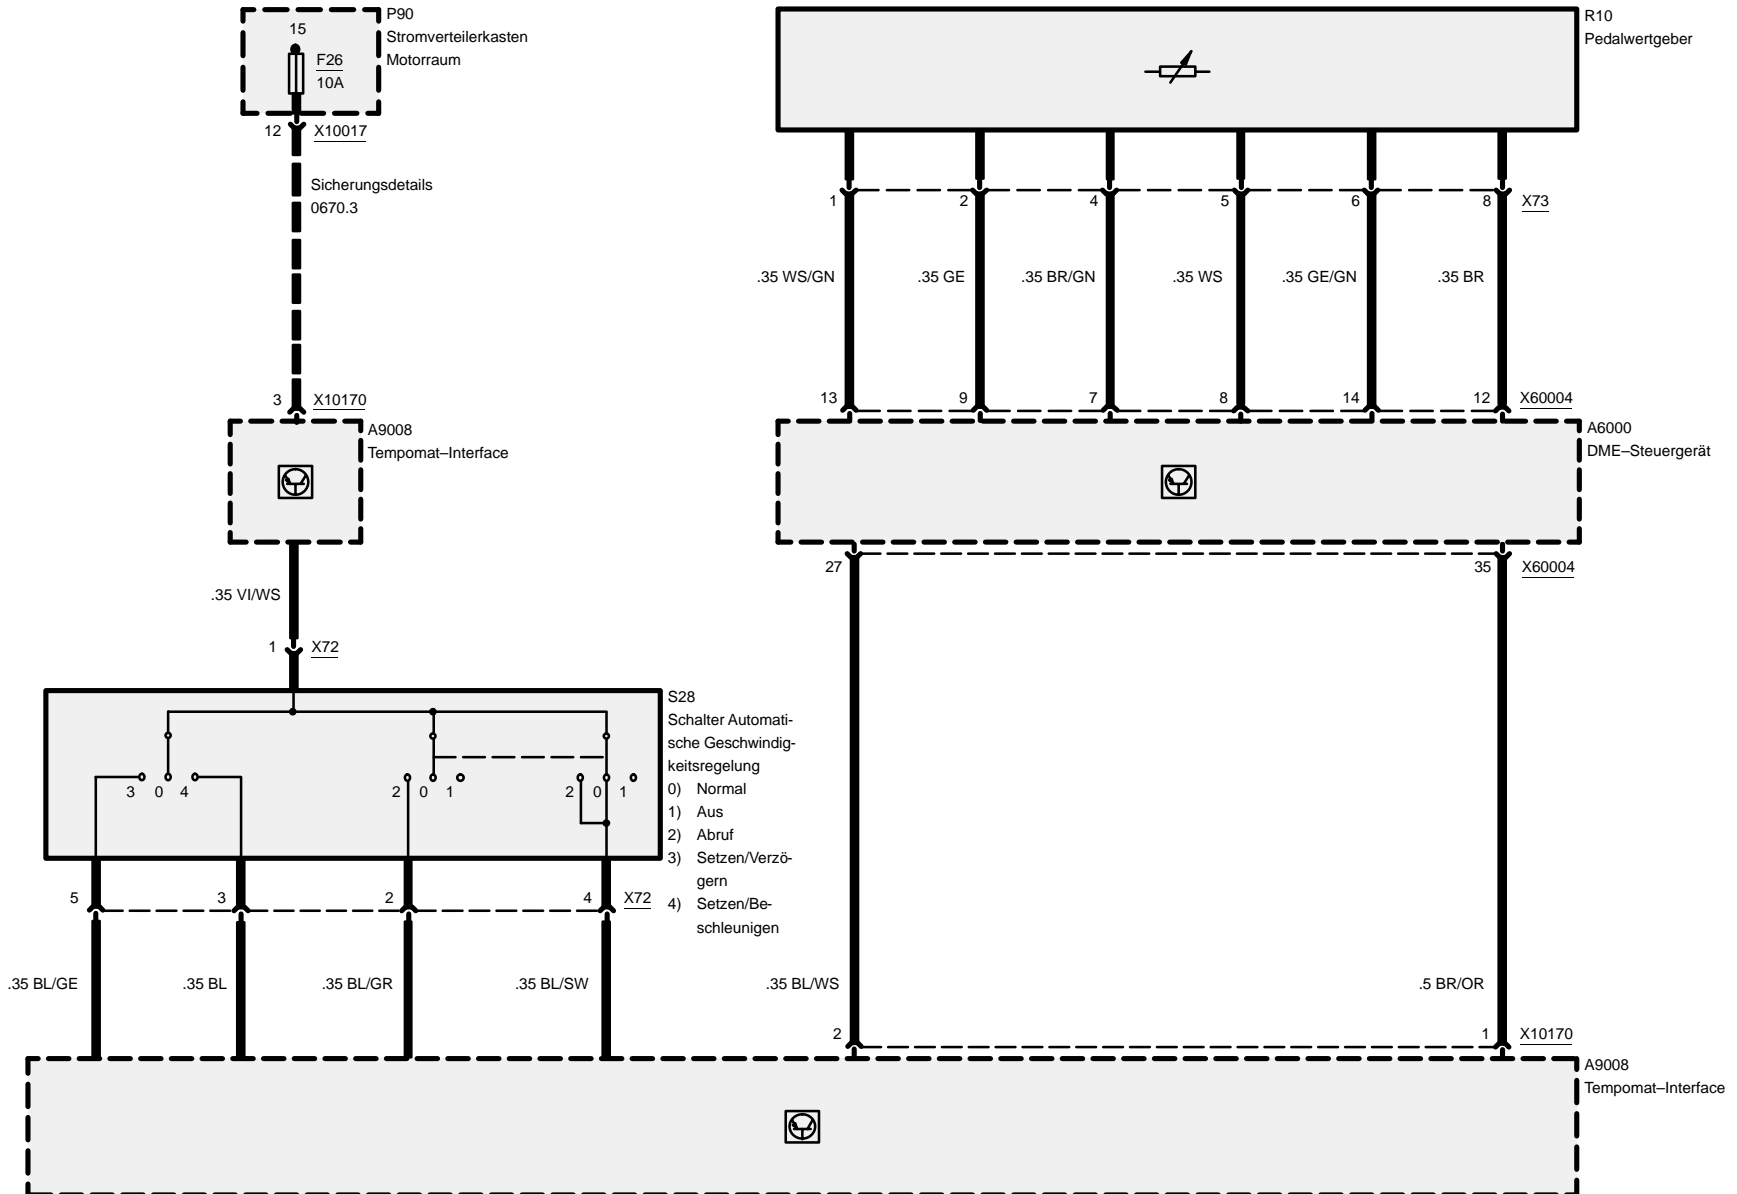 P90
Stromverteilerkasten
Motorraum
15
F26
10A
12 X10017
Sicherungsdetails
0670.3
3 X10170
A9008
Tempomat–Interface
.35 VI/WS
1 X72
S28
Schalter Automati-
sche Geschwindig-
keitsregelung
0) Normal
1) Aus
2) Abruf
3) Setzen/Verzö-
gern
4) Setzen/Be-
schleunigen
3 0 4 2 0 1 2 0 1
5 3 2 4 X72
.35 BL/GE .35 BL .35 BL/GR .35 BL/SW
R10
Pedalwertgeber
1 2 4 5 6 8 X73
.35 WS/GN .35 GE .35 BR/GN .35 WS .35 GE/GN .35 BR
13 9 7 8 14 12 X60004
A6000
DME–Steuergerät
27 35 X60004
.35 BL/WS .5 BR/OR
2 1 X10170
A9008
Tempomat–Interface